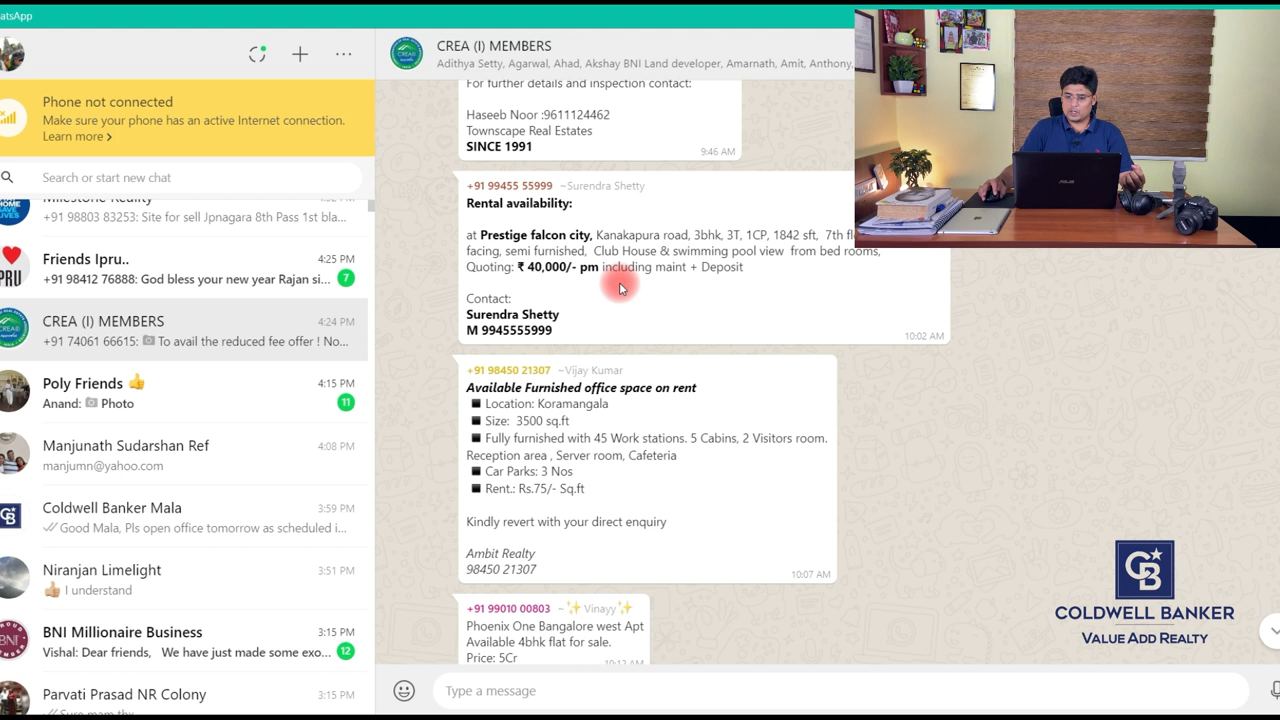 atsApp
Phone not connected
Make sure your phone has an active Internet connection.
Learn more >
Search or start new chat
Milestone Reality
+91 98803 83253: Site for sell Jpnagara 8th Pass 1st bla...
Friends Ipru..
4:25 PM
+91 98412 76888: God bless your new year Rajan si...
7
CREA (I) MEMBERS
4:24 PM
+91 74061 66615: To avail the reduced fee offer ! No...
Poly Friends 👍
4:15 PM
Anand: Photo
11
Manjunath Sudarshan Ref
4:08 PM
manjumn@yahoo.com
Coldwell Banker Mala
3:59 PM
Good Mala, Pls open office tomorrow as scheduled i...
Niranjan Limelight
3:51 PM
👍 I understand
BNI Millionaire Business
3:15 PM
Vishal: Dear friends, We have just made some exo...
12
Parvati Prasad NR Colony
3:15 PM
Sure mam thx
CREA (I) MEMBERS
Adithya Setty, Agarwal, Ahad, Akshay BNI Land developer, Amarnath, Amit, Anthony,
For further details and inspection contact:
Haseeb Noor :9611124462
Townscape Real Estates
SINCE 1991
9:46 AM
+91 99455 55999 ~Surendra Shetty
Rental availability:
at Prestige falcon city, Kanakapura road, 3bhk, 3T, 1CP, 1842 sft, 7th fl
facing, semi furnished, Club House & swimming pool view from bed rooms,
Quoting: ₹ 40,000/- pm including maint + Deposit
Contact:
Surendra Shetty
M 9945555999
10:02 AM
+91 98450 21307 ~Vijay Kumar
Available Furnished office space on rent
◾ Location: Koramangala
◾ Size: 3500 sq.ft
◾ Fully furnished with 45 Work stations. 5 Cabins, 2 Visitors room.
Reception area , Server room, Cafeteria
◾ Car Parks: 3 Nos
◾ Rent.: Rs.75/- Sq.ft
Kindly revert with your direct enquiry
Ambit Realty
98450 21307
10:07 AM
+91 99010 00803 ~✨Vinayy✨
Phoenix One Bangalore west Apt
Available 4bhk flat for sale.
Price: 5Cr
Type a message
CB
COLDWELL BANKER
VALUE ADD REALTY
ASUS